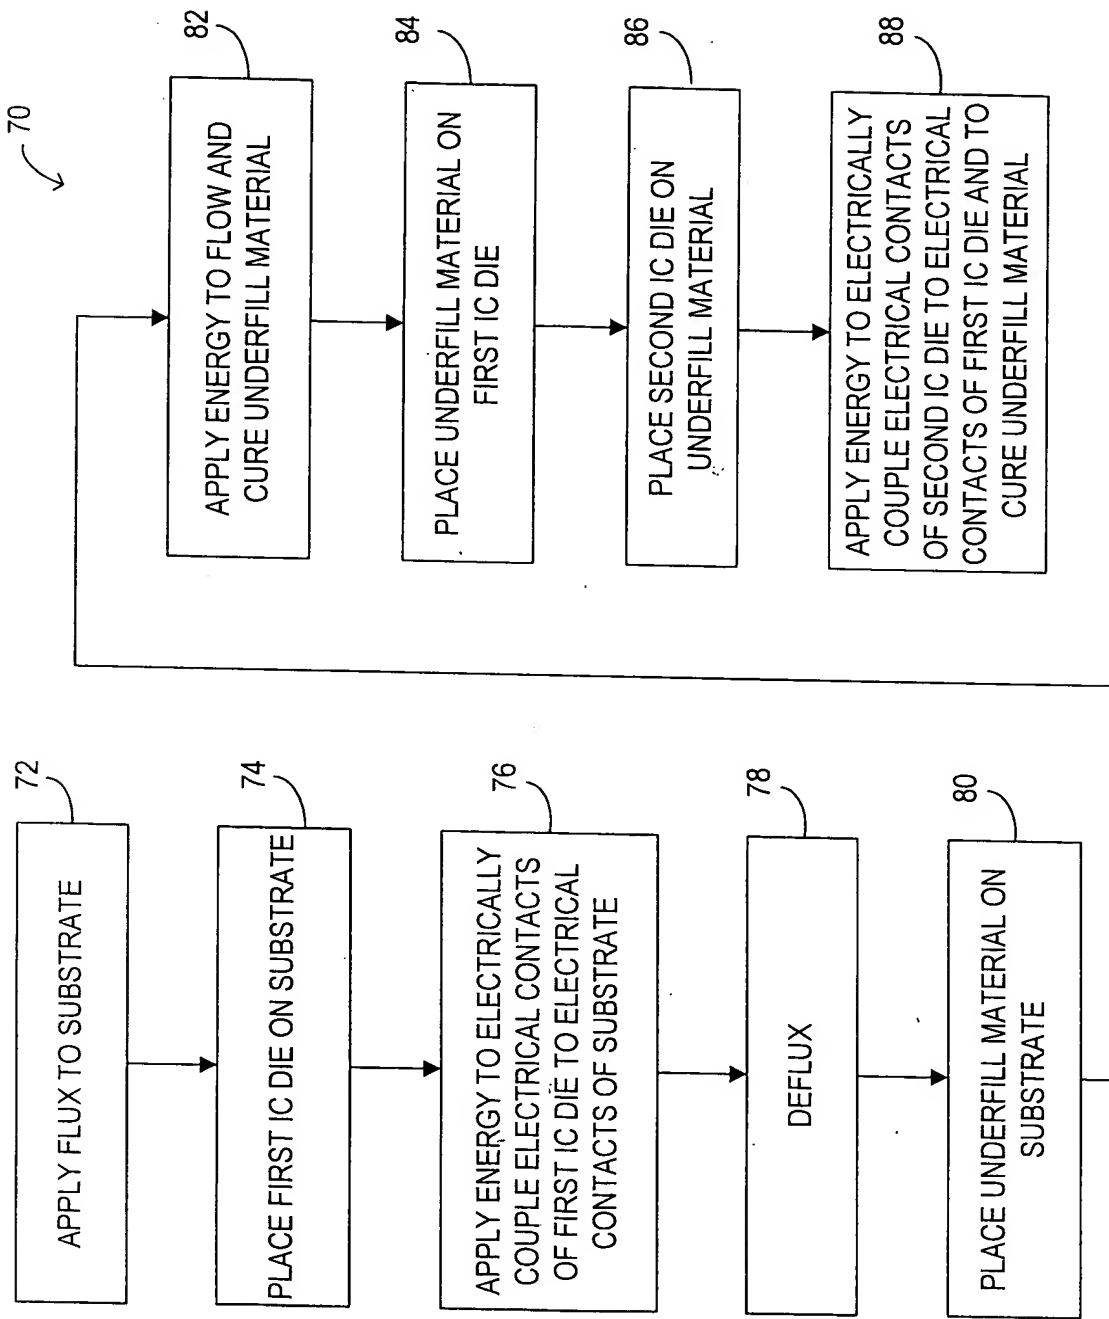 70
72
APPLY FLUX TO SUBSTRATE
74
PLACE FIRST IC DIE ON SUBSTRATE
76
APPLY ENERGY TO ELECTRICALLY
COUPLE ELECTRICAL CONTACTS
OF FIRST IC DIE TO ELECTRICAL
CONTACTS OF SUBSTRATE
78
DEFLUX
80
PLACE UNDERFILL MATERIAL ON
SUBSTRATE
82
APPLY ENERGY TO FLOW AND
CURE UNDERFILL MATERIAL
84
PLACE UNDERFILL MATERIAL ON
FIRST IC DIE
86
PLACE SECOND IC DIE ON
UNDERFILL MATERIAL
88
APPLY ENERGY TO ELECTRICALLY
COUPLE ELECTRICAL CONTACTS
OF SECOND IC DIE TO ELECTRICAL
CONTACTS OF FIRST IC DIE AND TO
CURE UNDERFILL MATERIAL